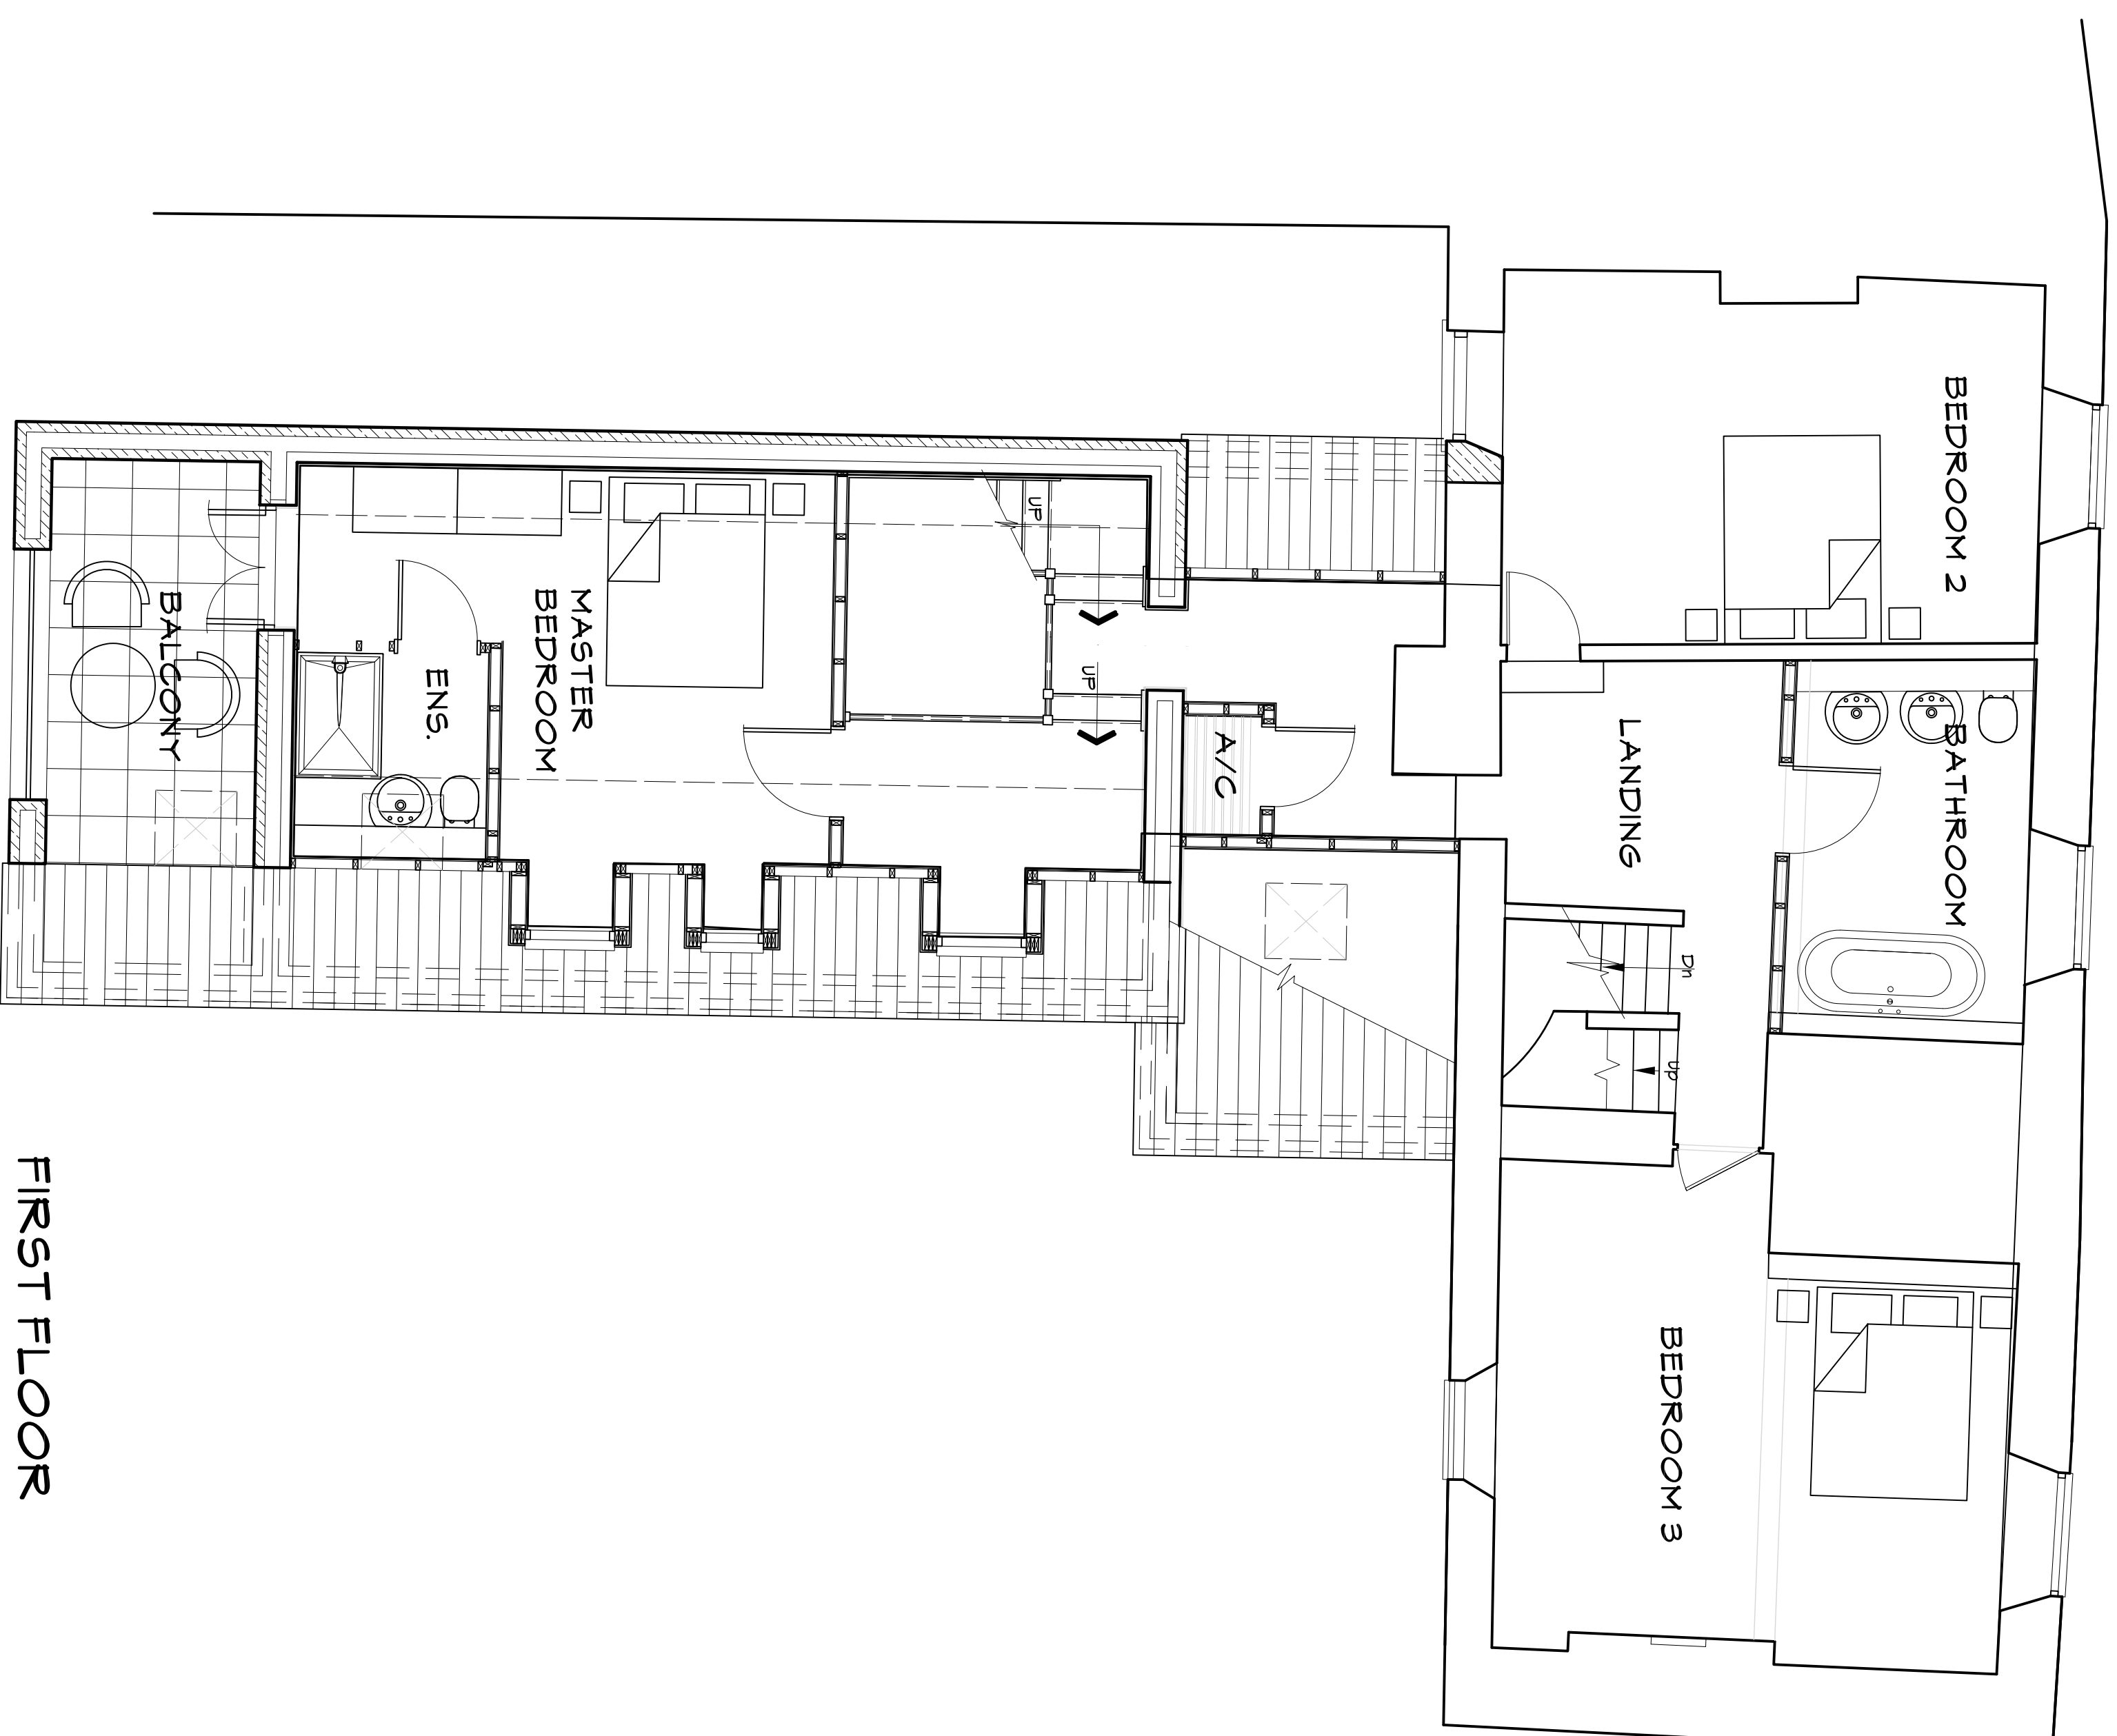 BEDROOM 2
BATHROOM
LANDING
Dn
Up
BEDROOM 3
A/C
UP
UP
MASTER
BEDROOM
ENS.
BALCONY
FIRST FLOOR